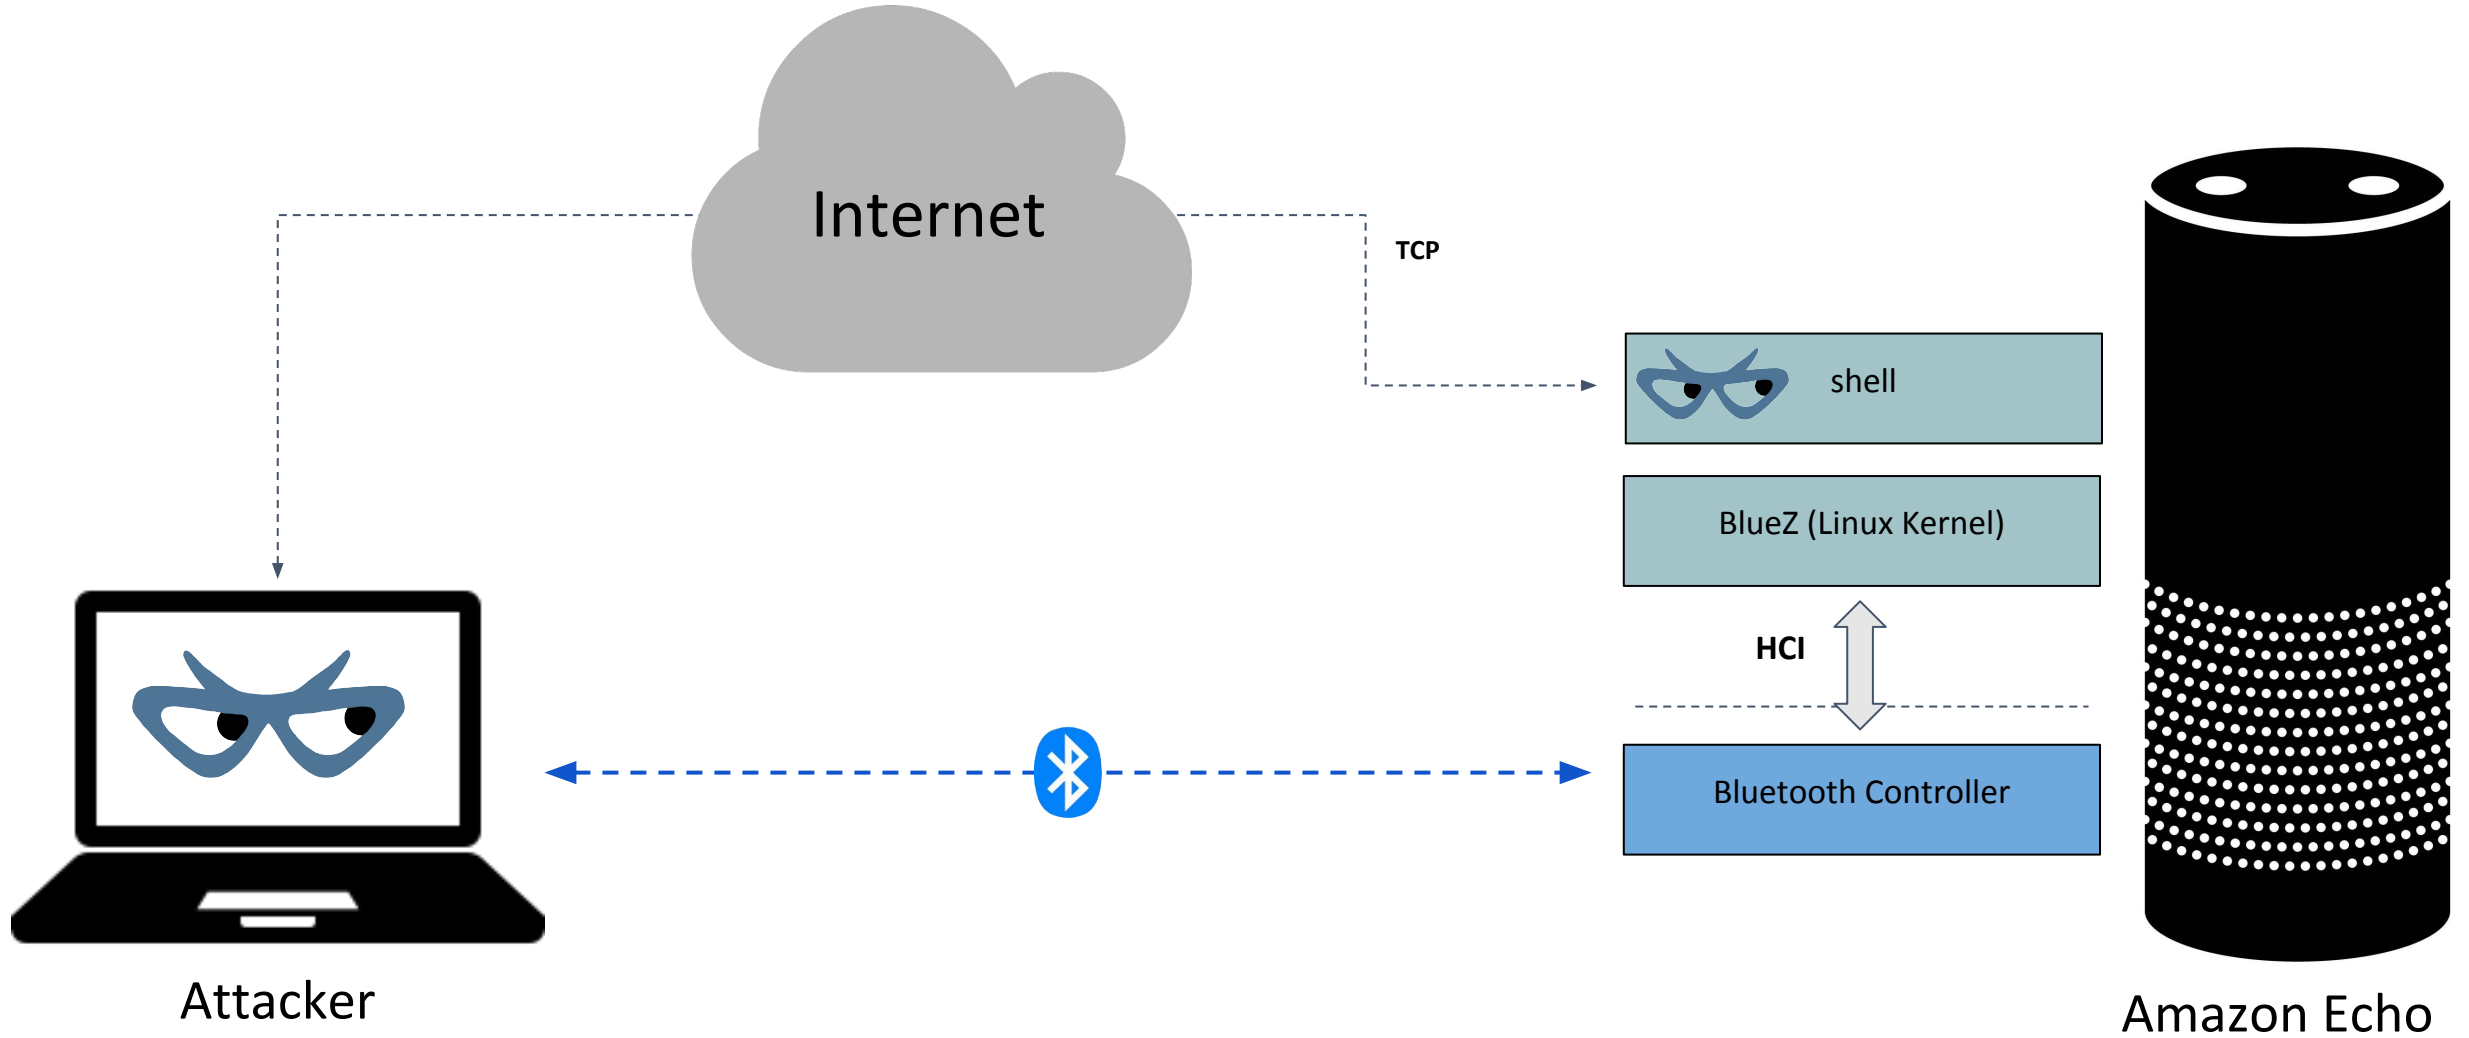 Internet
TCP
shell
BlueZ (Linux Kernel)
HCI
Bluetooth Controller
Attacker
Amazon Echo